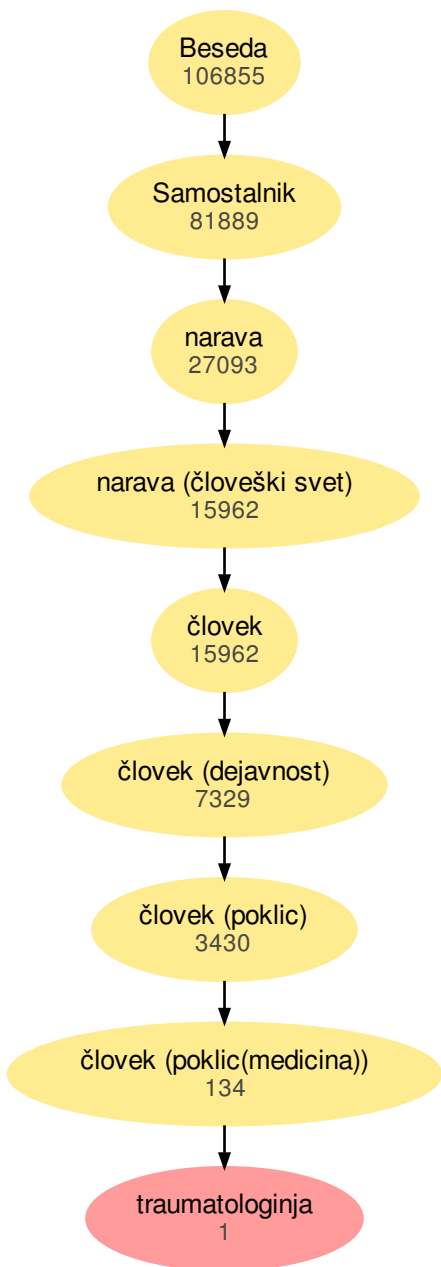 Beseda
106855
Samostalnik
81889
narava
27093
narava (človeški svet)
15962
človek
15962
človek (dejavnost)
7329
človek (poklic)
3430
človek (poklic(medicina))
134
traumatologinja
1